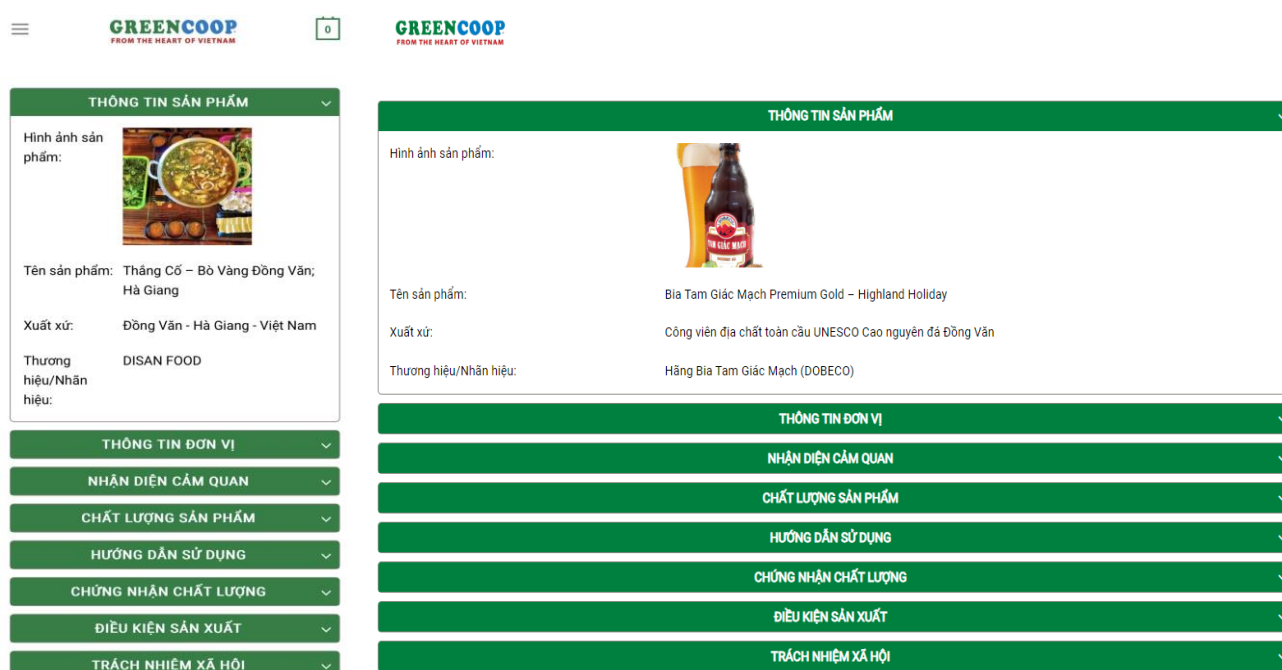 GREENCOOP
FROM THE HEART OF VIETNAM
0
THÔNG TIN SẢN PHẨM
Hình ảnh sản
phẩm:
Tên sản phẩm: Thắng Cố – Bò Vàng Đồng Văn;
Hà Giang
Xuất xứ: Đồng Văn - Hà Giang - Việt Nam
Thương
hiệu/Nhãn
hiệu:
DISAN FOOD
THÔNG TIN ĐƠN VỊ
NHẬN DIỆN CẢM QUAN
CHẤT LƯỢNG SẢN PHẨM
HƯỚNG DẪN SỬ DỤNG
CHỨNG NHẬN CHẤT LƯỢNG
ĐIỀU KIỆN SẢN XUẤT
TRÁCH NHIỆM XÃ HỘI
GREENCOOP
FROM THE HEART OF VIETNAM
THÔNG TIN SẢN PHẨM
Hình ảnh sản phẩm:
TAM GIÁC MẠCH
Tên sản phẩm: Bia Tam Giác Mạch Premium Gold – Highland Holiday
Xuất xứ: Công viên địa chất toàn cầu UNESCO Cao nguyên đá Đồng Văn
Thương hiệu/Nhãn hiệu: Hãng Bia Tam Giác Mạch (DOBECO)
THÔNG TIN ĐƠN VỊ
NHẬN DIỆN CẢM QUAN
CHẤT LƯỢNG SẢN PHẨM
HƯỚNG DẪN SỬ DỤNG
CHỨNG NHẬN CHẤT LƯỢNG
ĐIỀU KIỆN SẢN XUẤT
TRÁCH NHIỆM XÃ HỘI